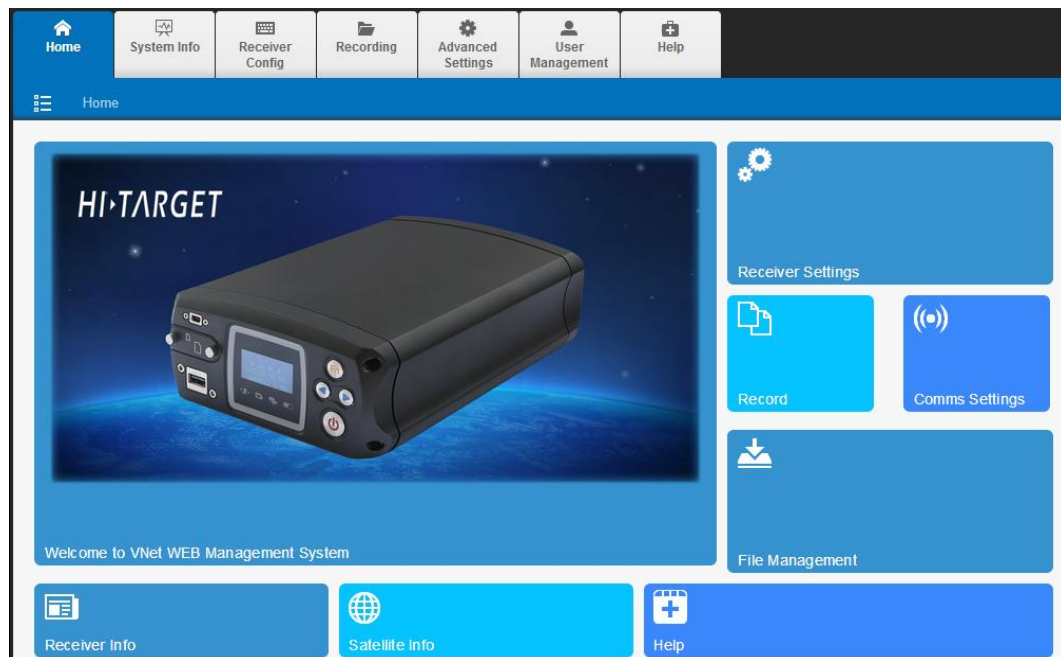 Home
System Info
Receiver
Config
Recording
Advanced
Settings
User
Management
Help
Home
HI-TARGET
Receiver Settings
Record
Comms Settings
Welcome to VNet WEB Management System
File Management
Receiver Info
Satellite Info
Help